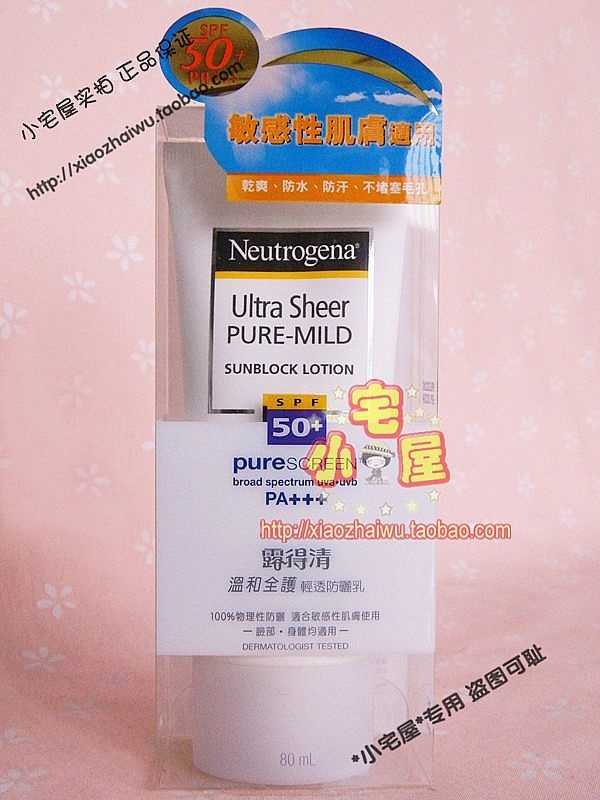 SPF
50+
PA+++
小宅屋实拍 正品保证
http://xiaozhaiwu.taobao.com
敏感性肌膚適用
乾爽、防水、防汗、不堵塞毛孔
Neutrogena®
Ultra Sheer
PURE-MILD
SUNBLOCK LOTION
SPF
50+
小宅屋
pureSCREEN™
broad spectrum uva•uvb
PA+++
http://xiaozhaiwu.taobao.com
露得清
溫和全護 輕透防曬乳
100%物理性防曬 適合敏感性肌膚使用
—臉部•身體均適用—
DERMATOLOGIST TESTED
80 mL
*小宅屋*专用 盗图可耻